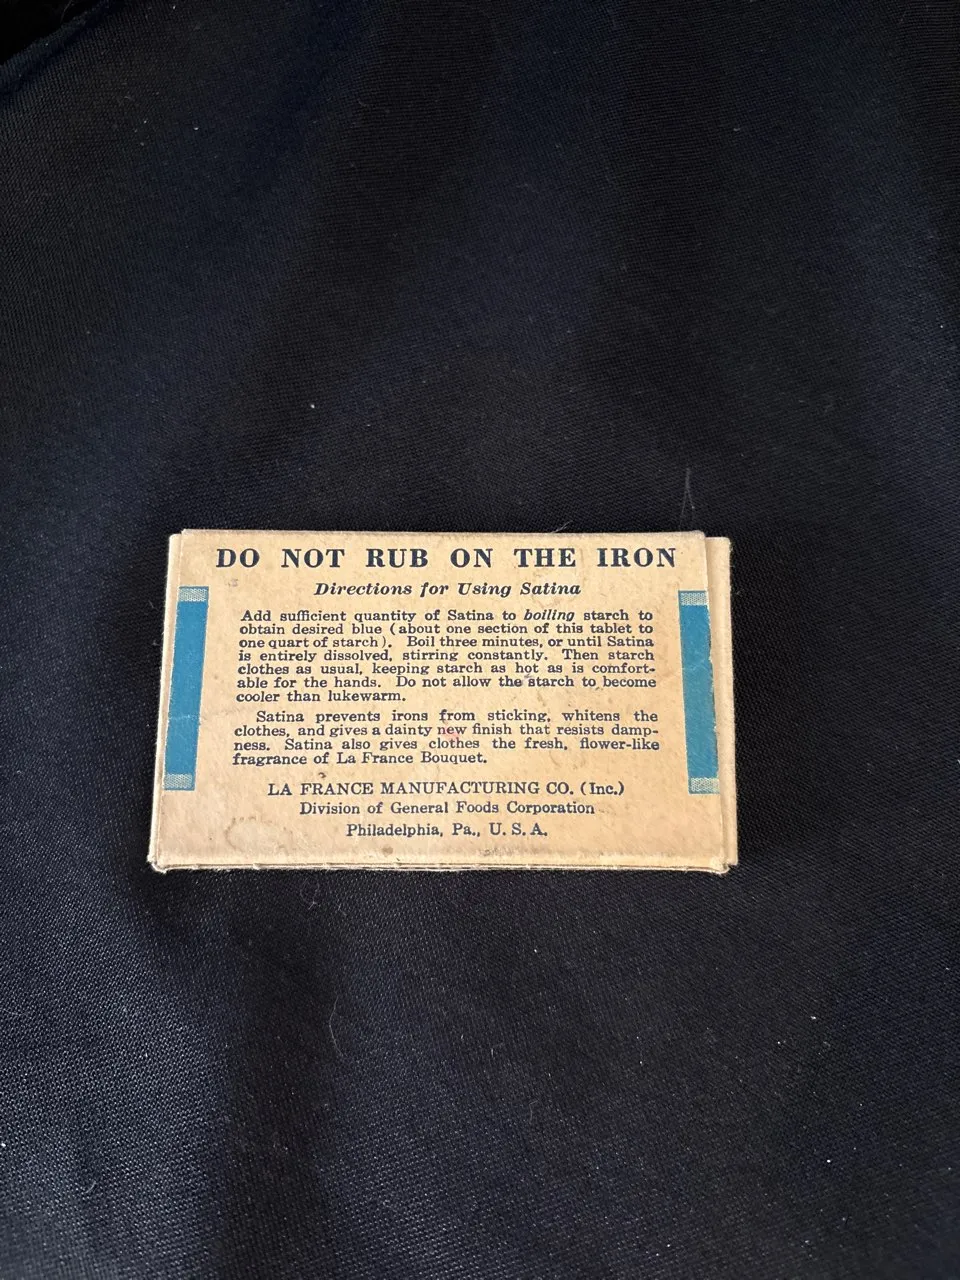 DO NOT RUB ON THE IRON
Directions for Using Satina
Add sufficient quantity of Satina to boiling starch to
obtain desired blue (about one section of this tablet to
one quart of starch). Boil three minutes, or until Satina
is entirely dissolved, stirring constantly. Then starch
clothes as usual, keeping starch as hot as is comfort-
able for the hands. Do not allow the starch to become
cooler than lukewarm.
Satina prevents irons from sticking, whitens the
clothes, and gives a dainty new finish that resists damp-
ness. Satina also gives clothes the fresh, flower-like
fragrance of La France Bouquet.
LA FRANCE MANUFACTURING CO. (Inc.)
Division of General Foods Corporation
Philadelphia, Pa., U. S. A.